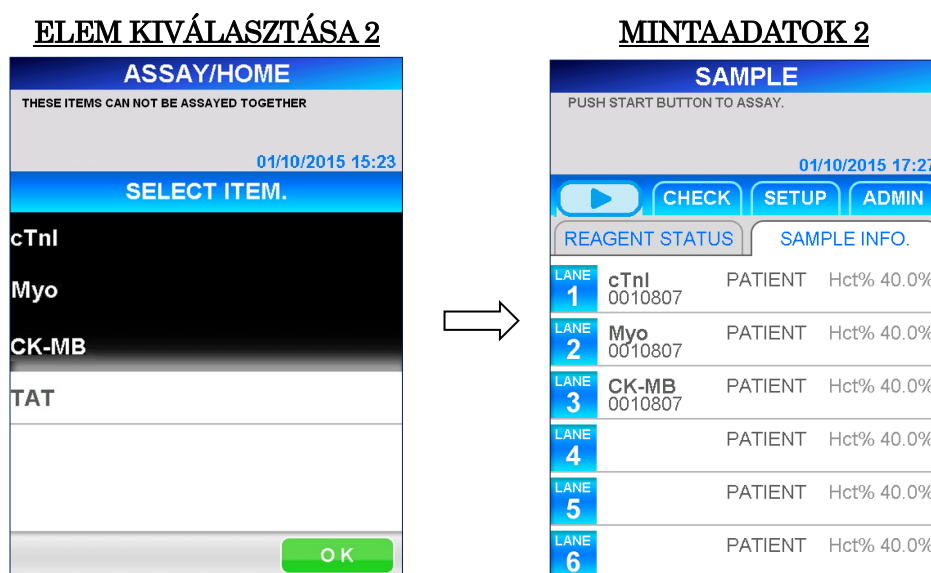 ELEM KIVÁLASZTÁSA 2
ASSAY/HOME
THESE ITEMS CAN NOT BE ASSAYED TOGETHER
01/10/2015 15:23
SELECT ITEM.
cTnI
Myo
CK-MB
TAT
OK
MINTAADATOK 2
SAMPLE
PUSH START BUTTON TO ASSAY.
01/10/2015 17:27
CHECK SETUP ADMIN
REAGENT STATUS SAMPLE INFO.
LANE 1 cTnI 0010807 PATIENT Hct% 40.0%
LANE 2 Myo 0010807 PATIENT Hct% 40.0%
LANE 3 CK-MB 0010807 PATIENT Hct% 40.0%
LANE 4 PATIENT Hct% 40.0%
LANE 5 PATIENT Hct% 40.0%
LANE 6 PATIENT Hct% 40.0%